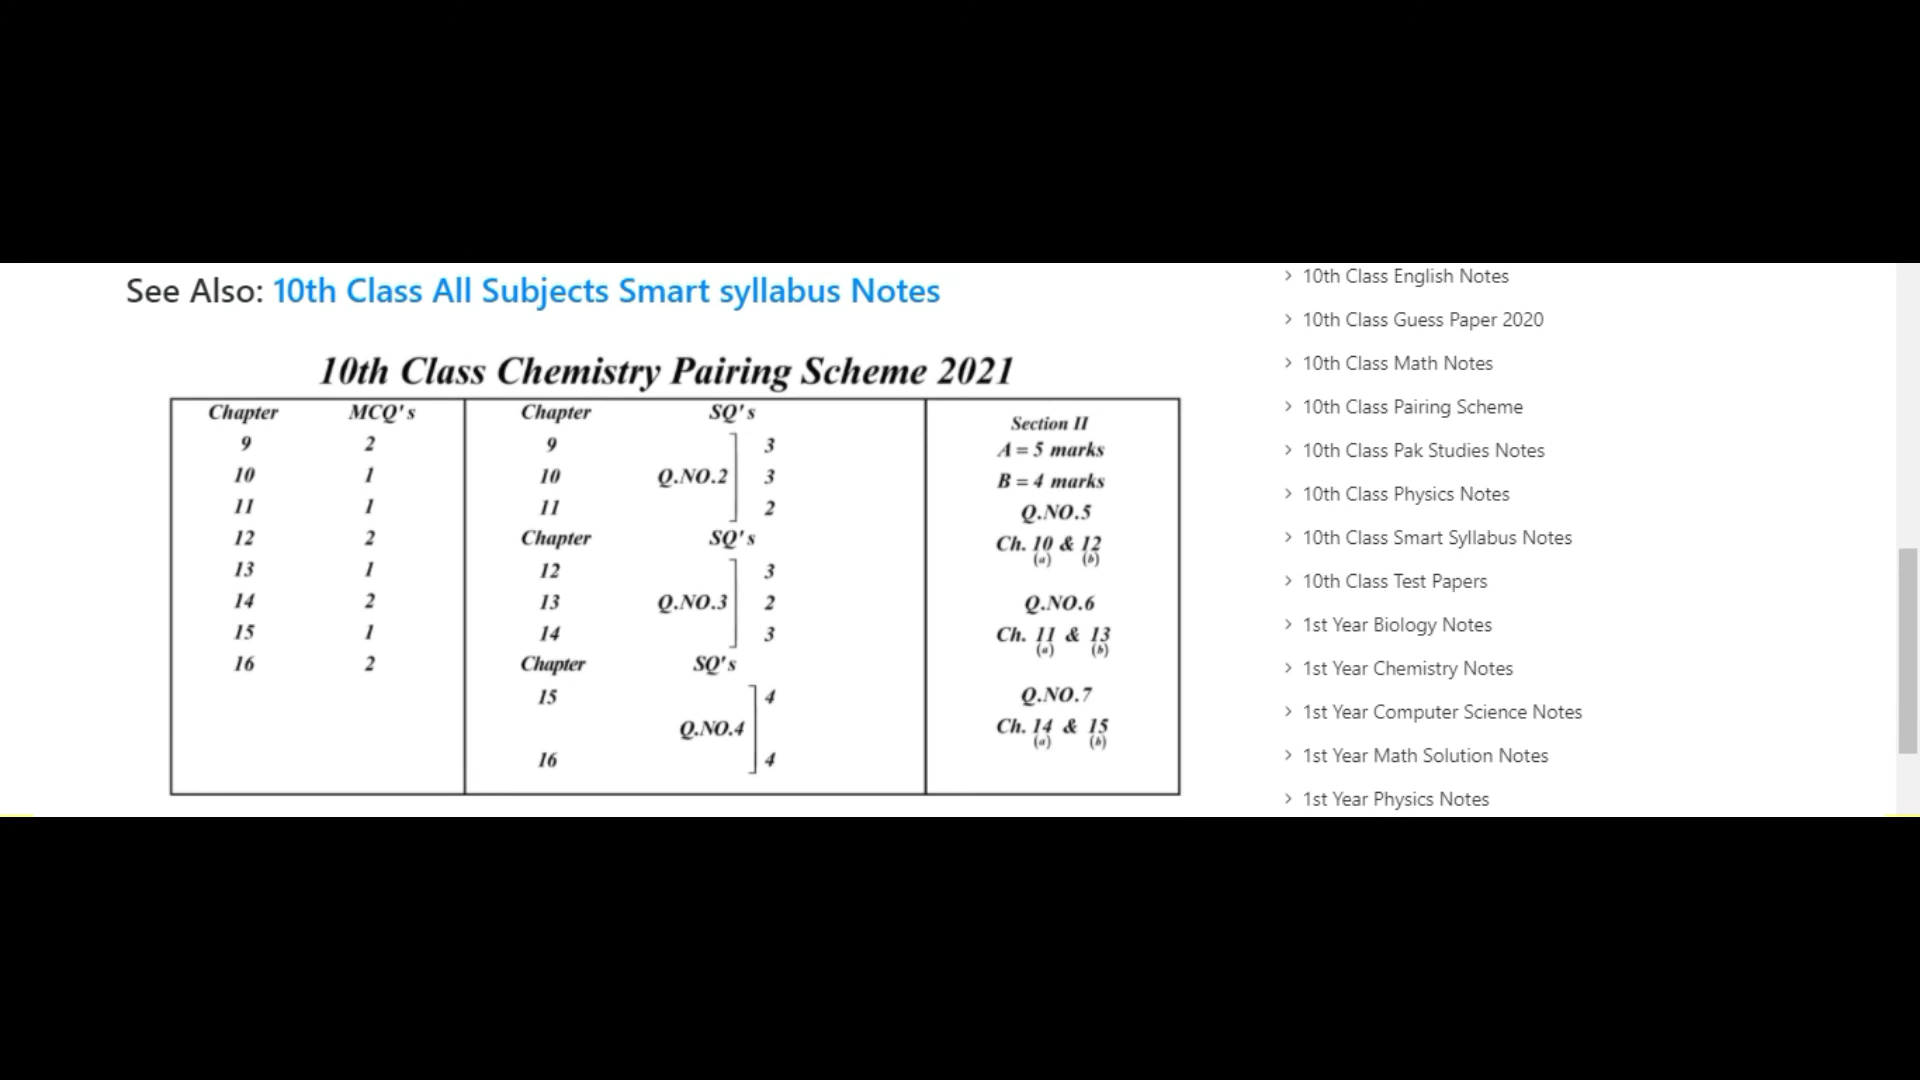 See Also: 10th Class All Subjects Smart syllabus Notes
10th Class Chemistry Pairing Scheme 2021
Chapter MCQ's
9 2
10 1
11 1
12 2
13 1
14 2
15 1
16 2
Chapter SQ's
9 3
10 Q.NO.2 3
11 2
Chapter SQ's
12 3
13 Q.NO.3 2
14 3
Chapter SQ's
15 4
Q.NO.4
16 4
Section II
A = 5 marks
B = 4 marks
Q.NO.5
Ch. 10 & 12
(a) (b)
Q.NO.6
Ch. 11 & 13
(a) (b)
Q.NO.7
Ch. 14 & 15
(a) (b)
> 10th Class English Notes
> 10th Class Guess Paper 2020
> 10th Class Math Notes
> 10th Class Pairing Scheme
> 10th Class Pak Studies Notes
> 10th Class Physics Notes
> 10th Class Smart Syllabus Notes
> 10th Class Test Papers
> 1st Year Biology Notes
> 1st Year Chemistry Notes
> 1st Year Computer Science Notes
> 1st Year Math Solution Notes
> 1st Year Physics Notes